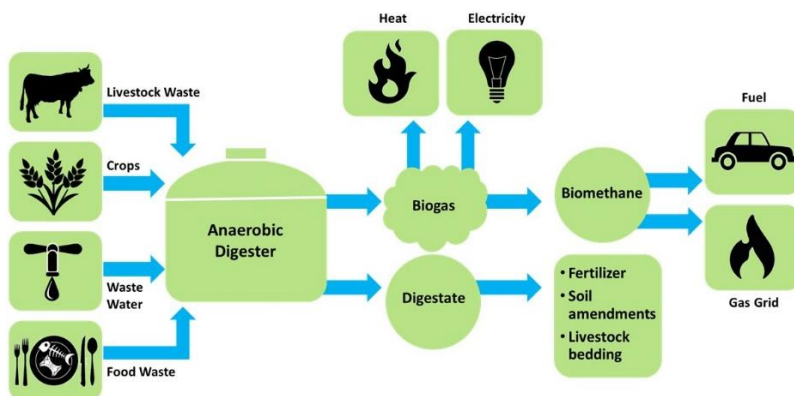 Heat
Electricity
Livestock Waste
Crops
Waste
Water
Food Waste
Anaerobic
Digester
Biogas
Digestate
Biomethane
• Fertilizer
• Soil
amendments
• Livestock
bedding
Fuel
Gas Grid